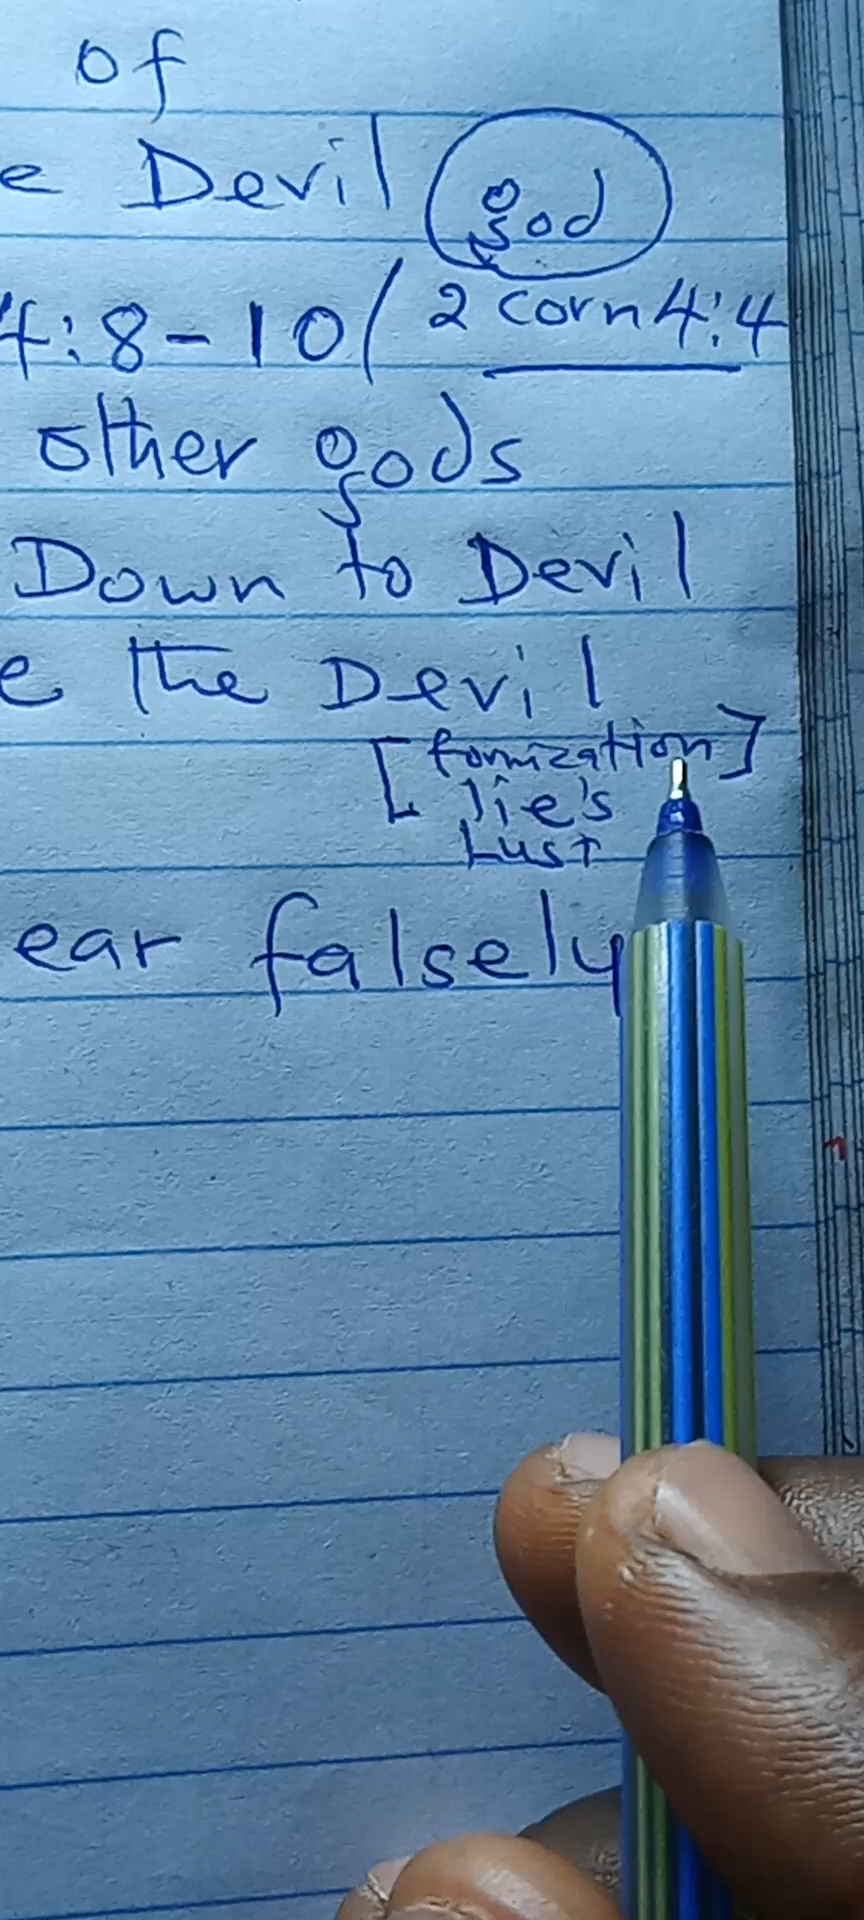 of
e Devil god
4:8-10 ( 2 corn 4:4
other gods
Down to Devil
e the Devil
[fornization]
lie's
Lust
ear falsely